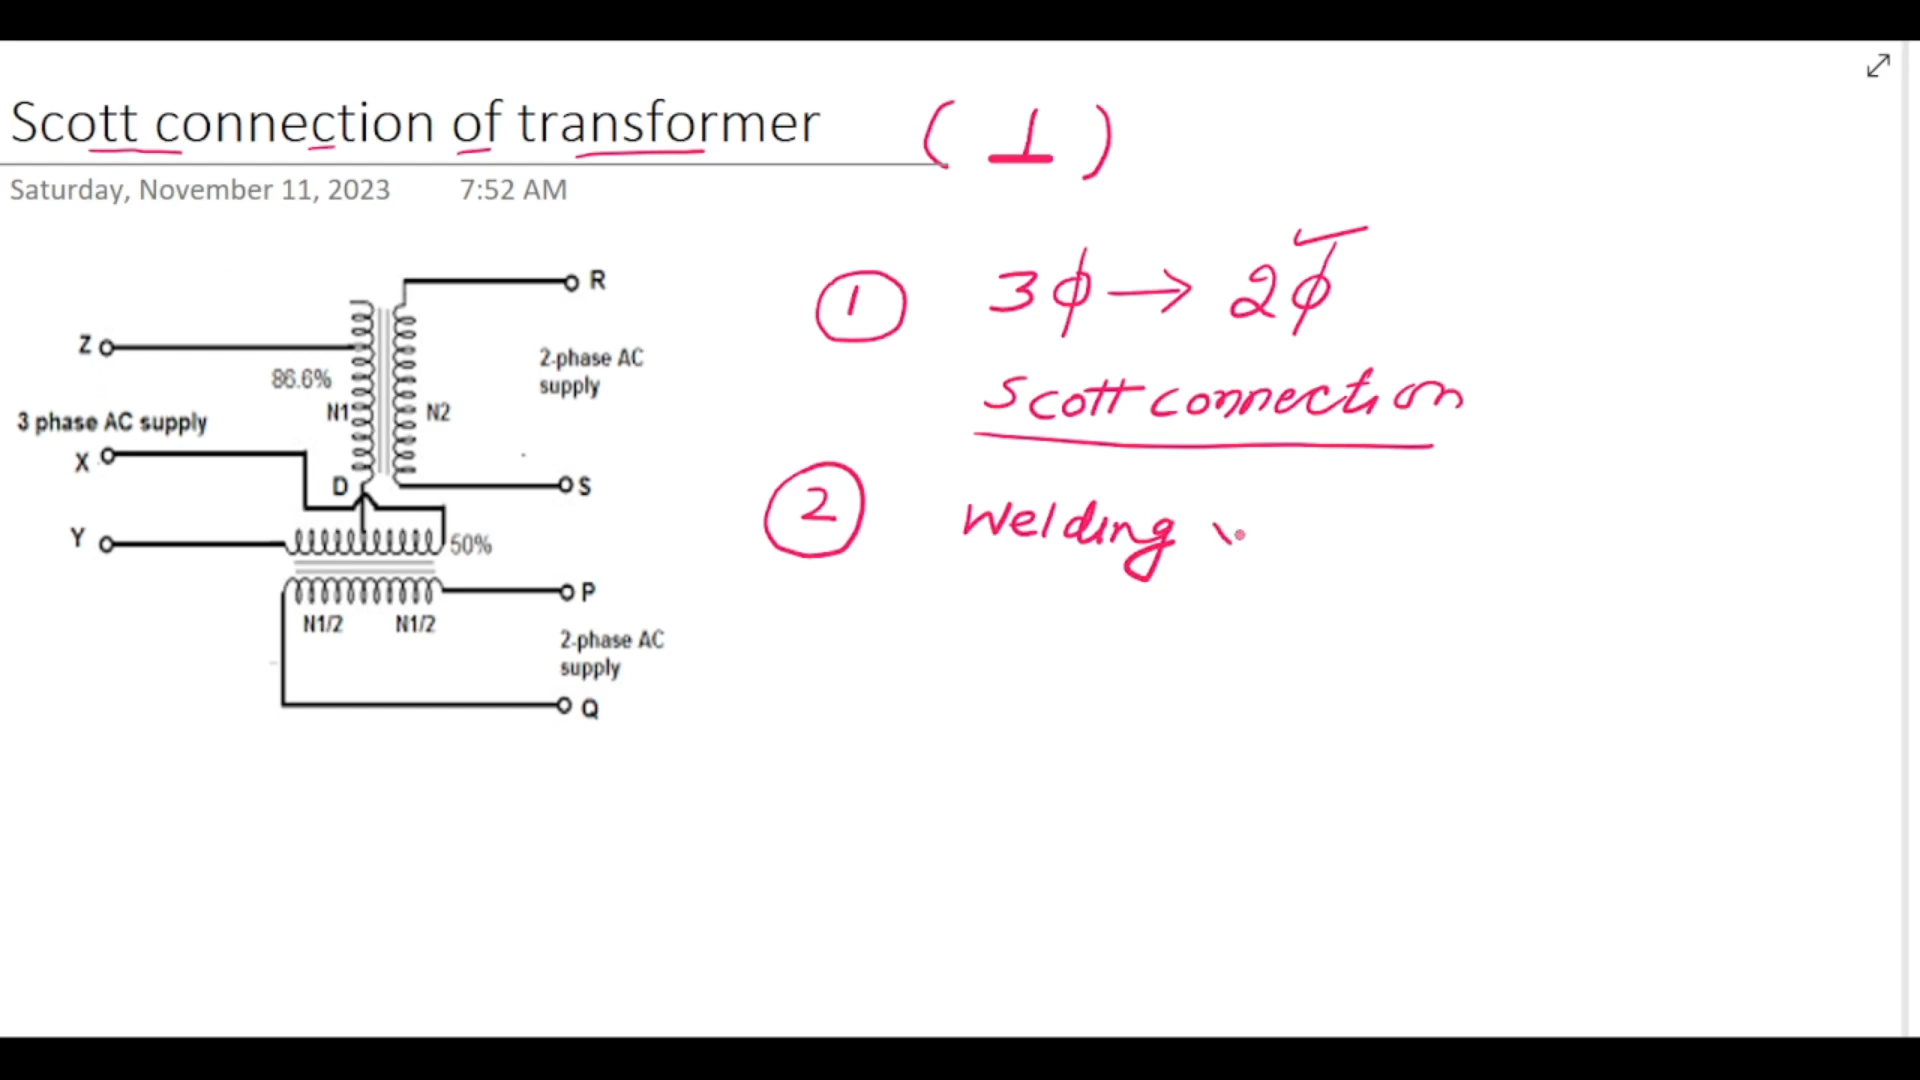 Scott connection of transformer (⊥)
Saturday, November 11, 2023 7:52 AM
R
Z
86.6%
2-phase AC
supply
N1
N2
3 phase AC supply
X
D
S
Y
50%
P
N1/2 N1/2
2-phase AC
supply
Q
1 3ϕ → 2ϕ
Scott connection
2 Welding